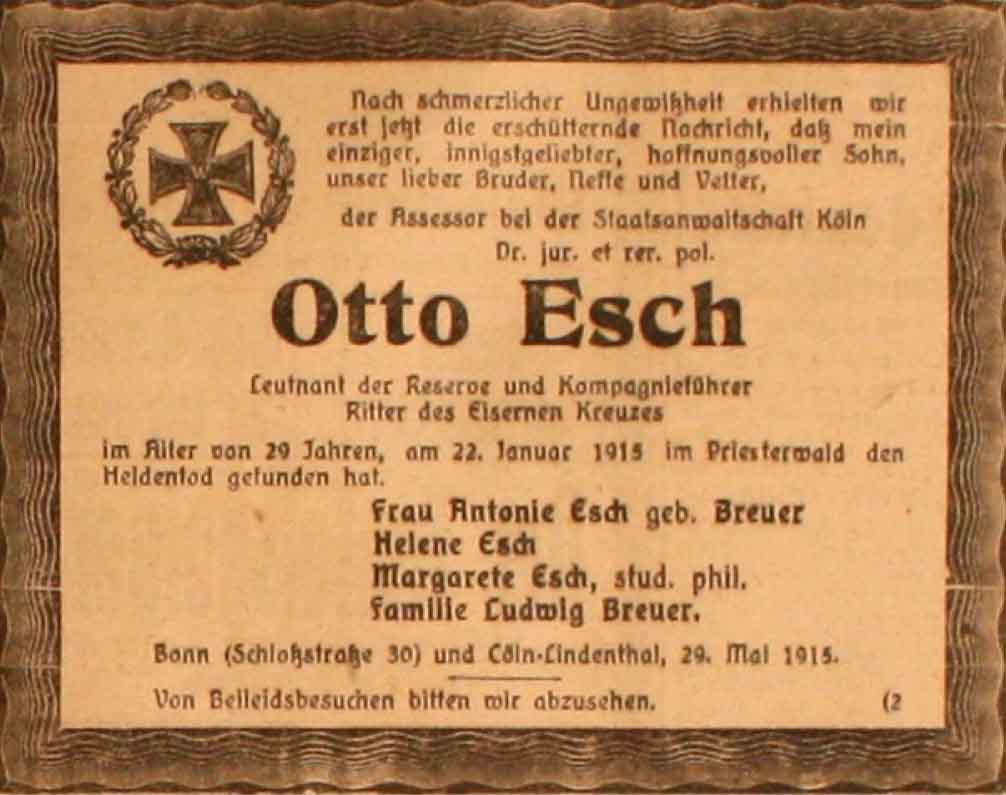 Nach schmerzlicher Ungewißheit erhielten wir
erst jetzt die erschütternde Nachricht, daß mein
einziger, innigstgeliebter, hoffnungsvoller Sohn,
unser lieber Bruder, Neffe und Vetter,
der Assessor bei der Staatsanwaltschaft Köln
Dr. jur. et rer. pol.
Otto Esch
Leutnant der Reserve und Kompagnieführer
Ritter des Eisernen Kreuzes
im Alter von 29 Jahren, am 22. Januar 1915 im Priesterwald den
Heldentod gefunden hat.
Frau Antonie Esch geb. Breuer
Helene Esch
Margarete Esch, stud. phil.
Familie Ludwig Breuer.
Bonn (Schloßstraße 30) und Cöln-Lindenthal, 29. Mai 1915.
Von Beileidsbesuchen bitten wir abzusehen. (2